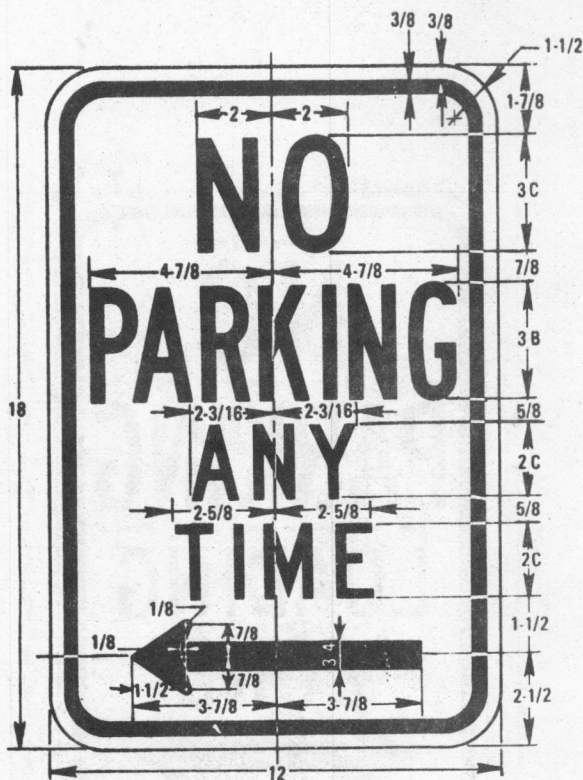 3/8 3/8
1-1/2
1-7/8
2 2
NO
3 C
4-7/8 4-7/8
7/8
PARKING
3 B
18
2-3/16 2-3/16
5/8
ANY
2 C
2-5/8 2-5/8
5/8
TIME
2C
1/8 7/8
1-1/2
1/8
3 4
7/8
1-1/2
2-1/2
3-7/8 3-7/8
12